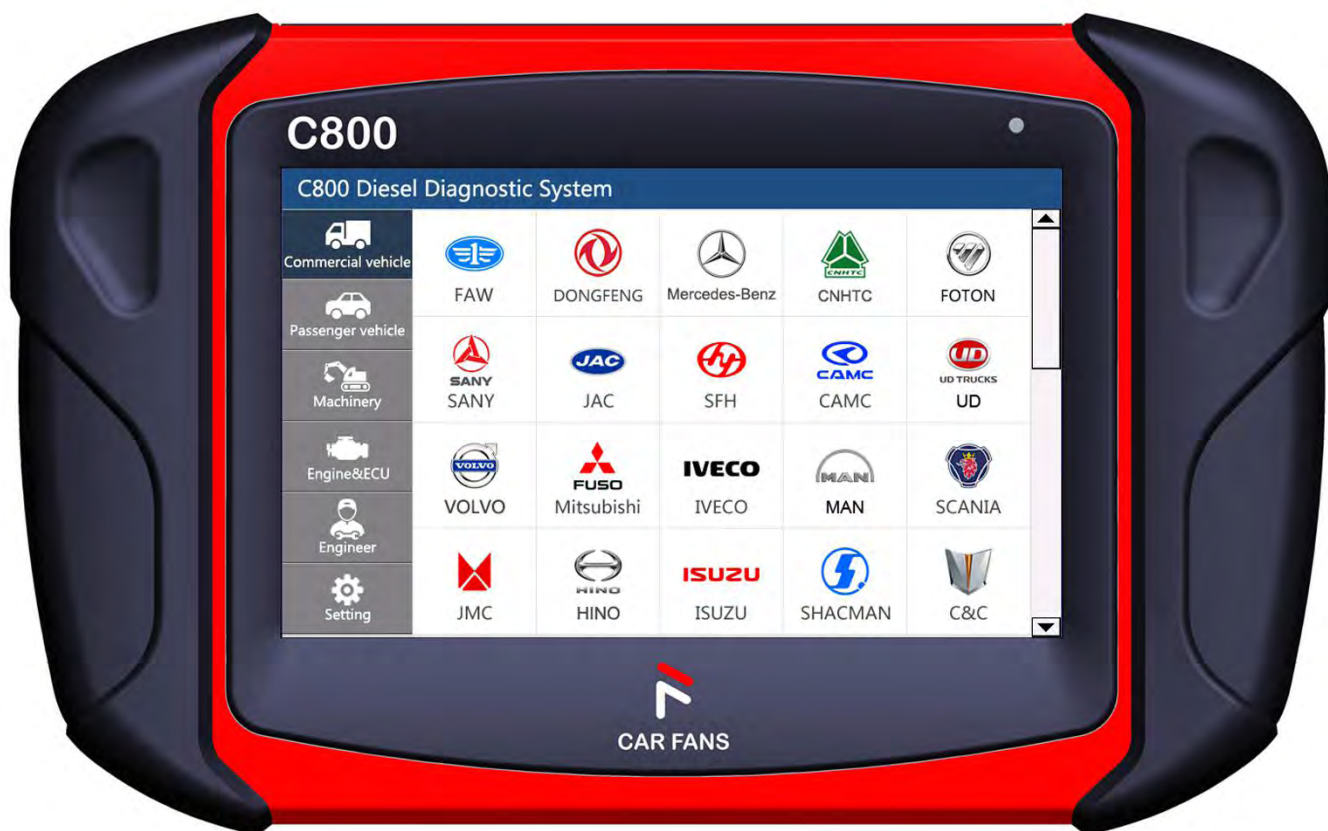 C800
C800 Diesel Diagnostic System
Commercial vehicle
Passenger vehicle
Machinery
Engine&ECU
Engineer
Setting
FAW
DONGFENG
Mercedes-Benz
CNHTC
CNHTC
FOTON
SANY
SANY
JAC
JAC
SFH
CAMC
CAMC
UD
UD TRUCKS
UD
VOLVO
VOLVO
FUSO
Mitsubishi
IVECO
IVECO
MAN
MAN
SCANIA
JMC
HINO
HINO
ISUZU
ISUZU
SHACMAN
C&C
CAR FANS